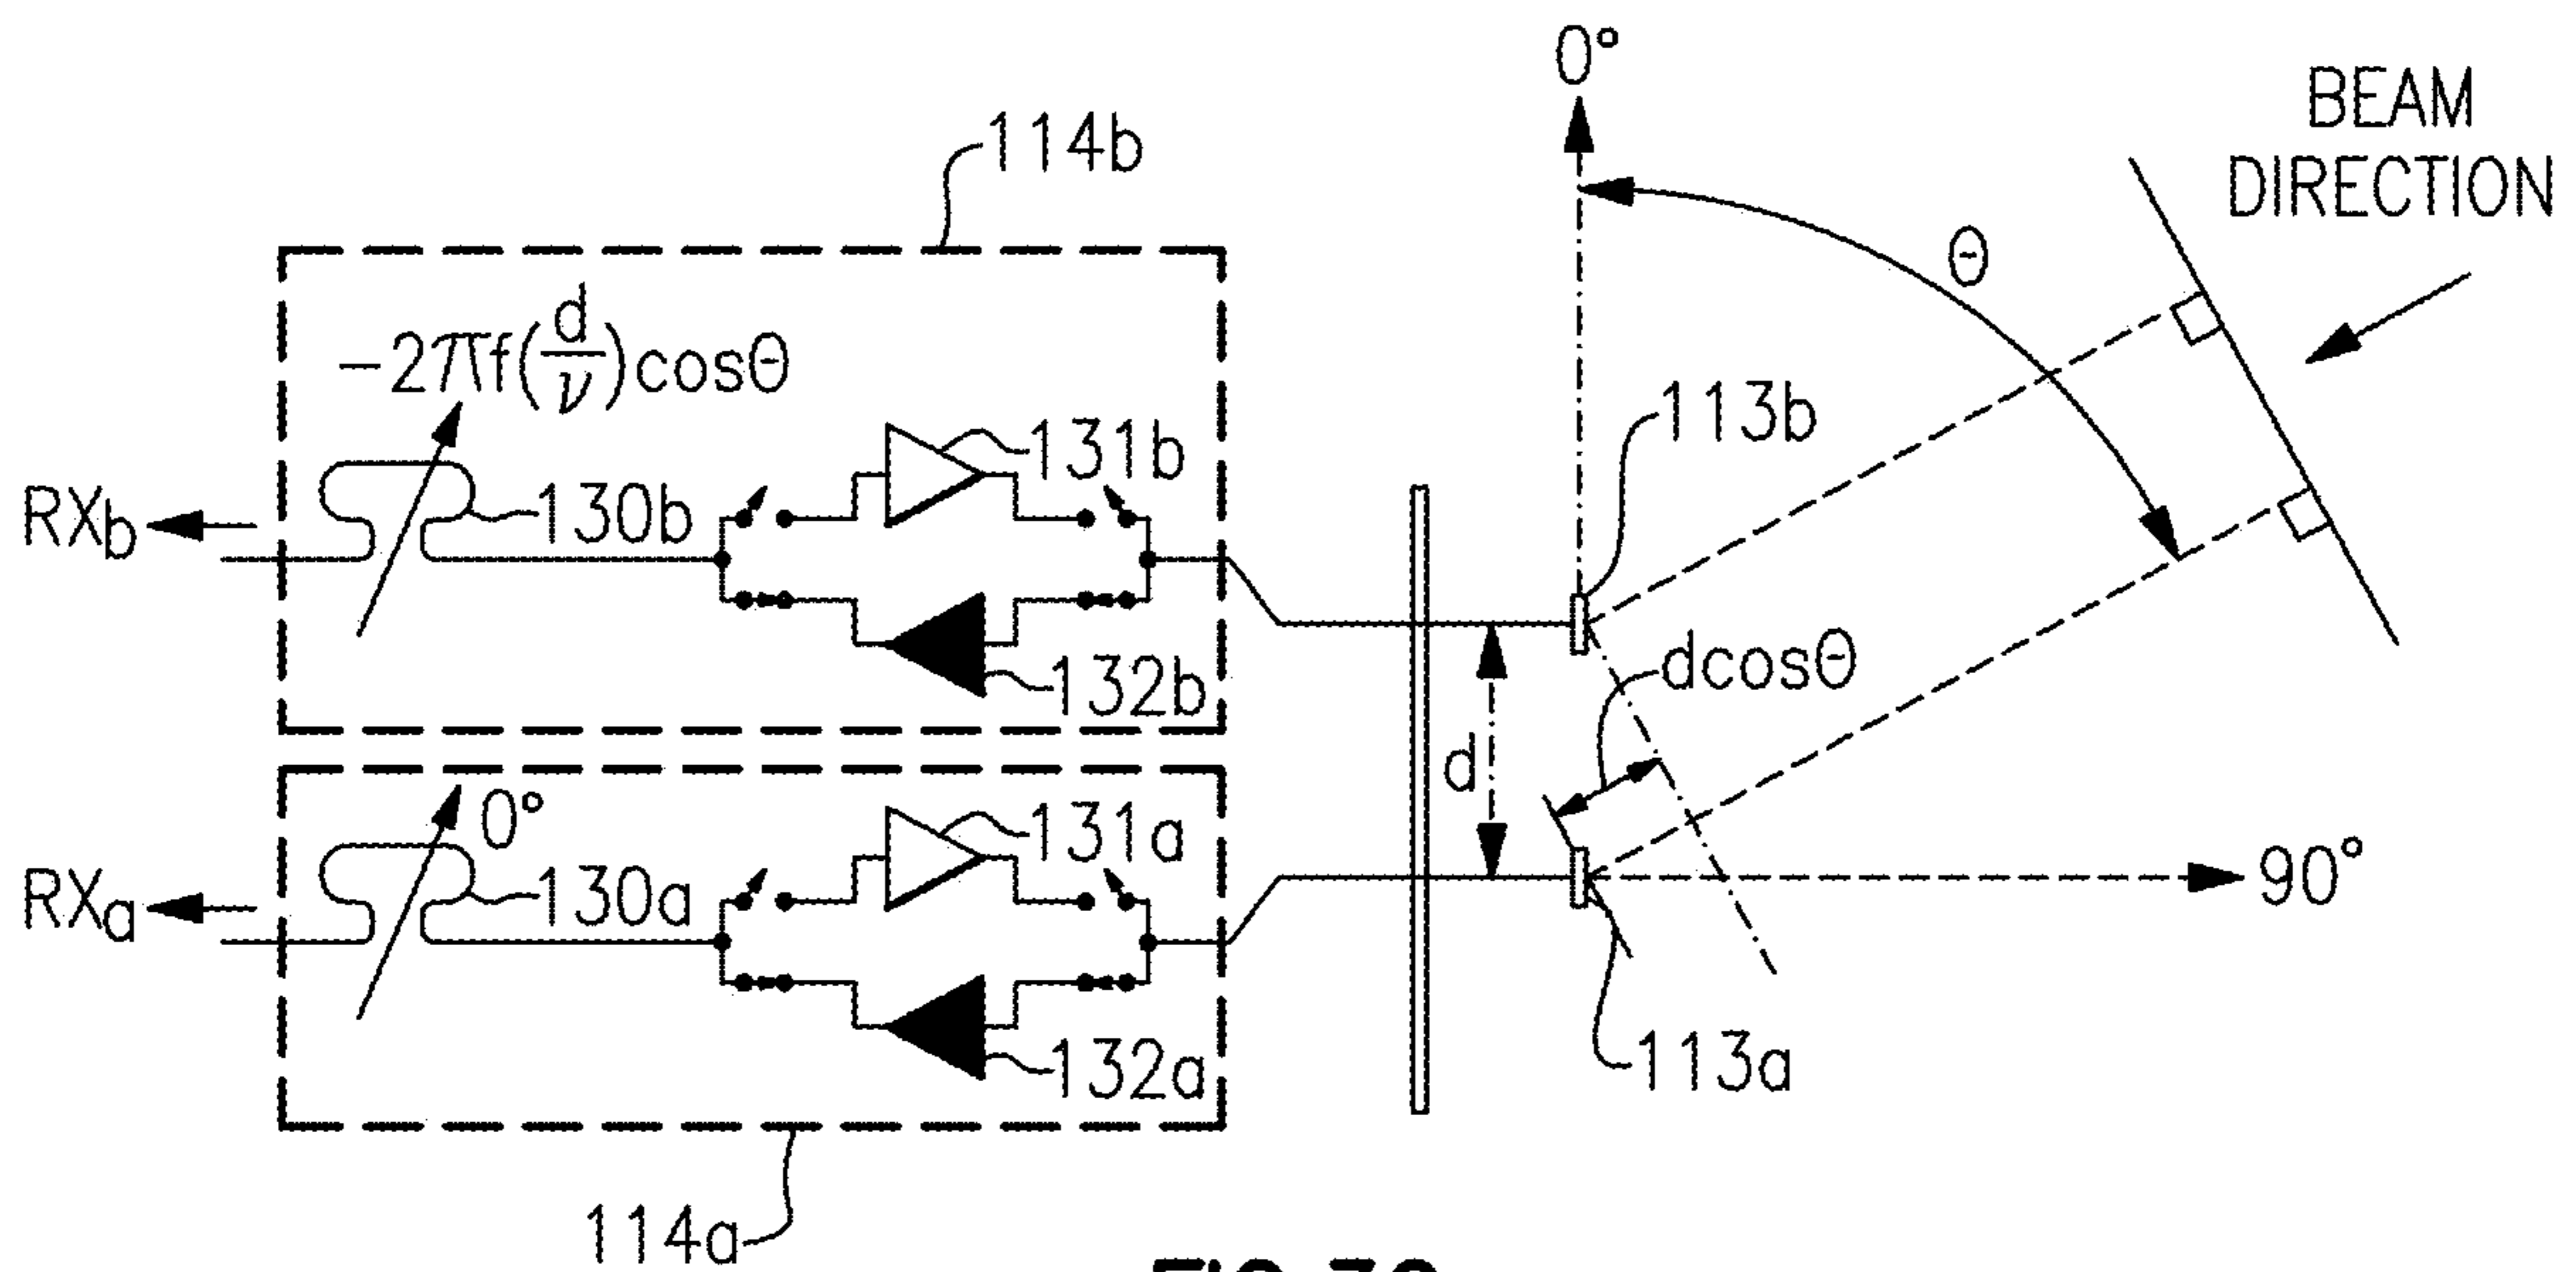 0°
BEAM
DIRECTION
114b
θ
-2πf(d/ν)cosθ
113b
131b
RXb
130b
dcosθ
132b
d
0°
131a
RXa
130a
90°
113a
132a
114a